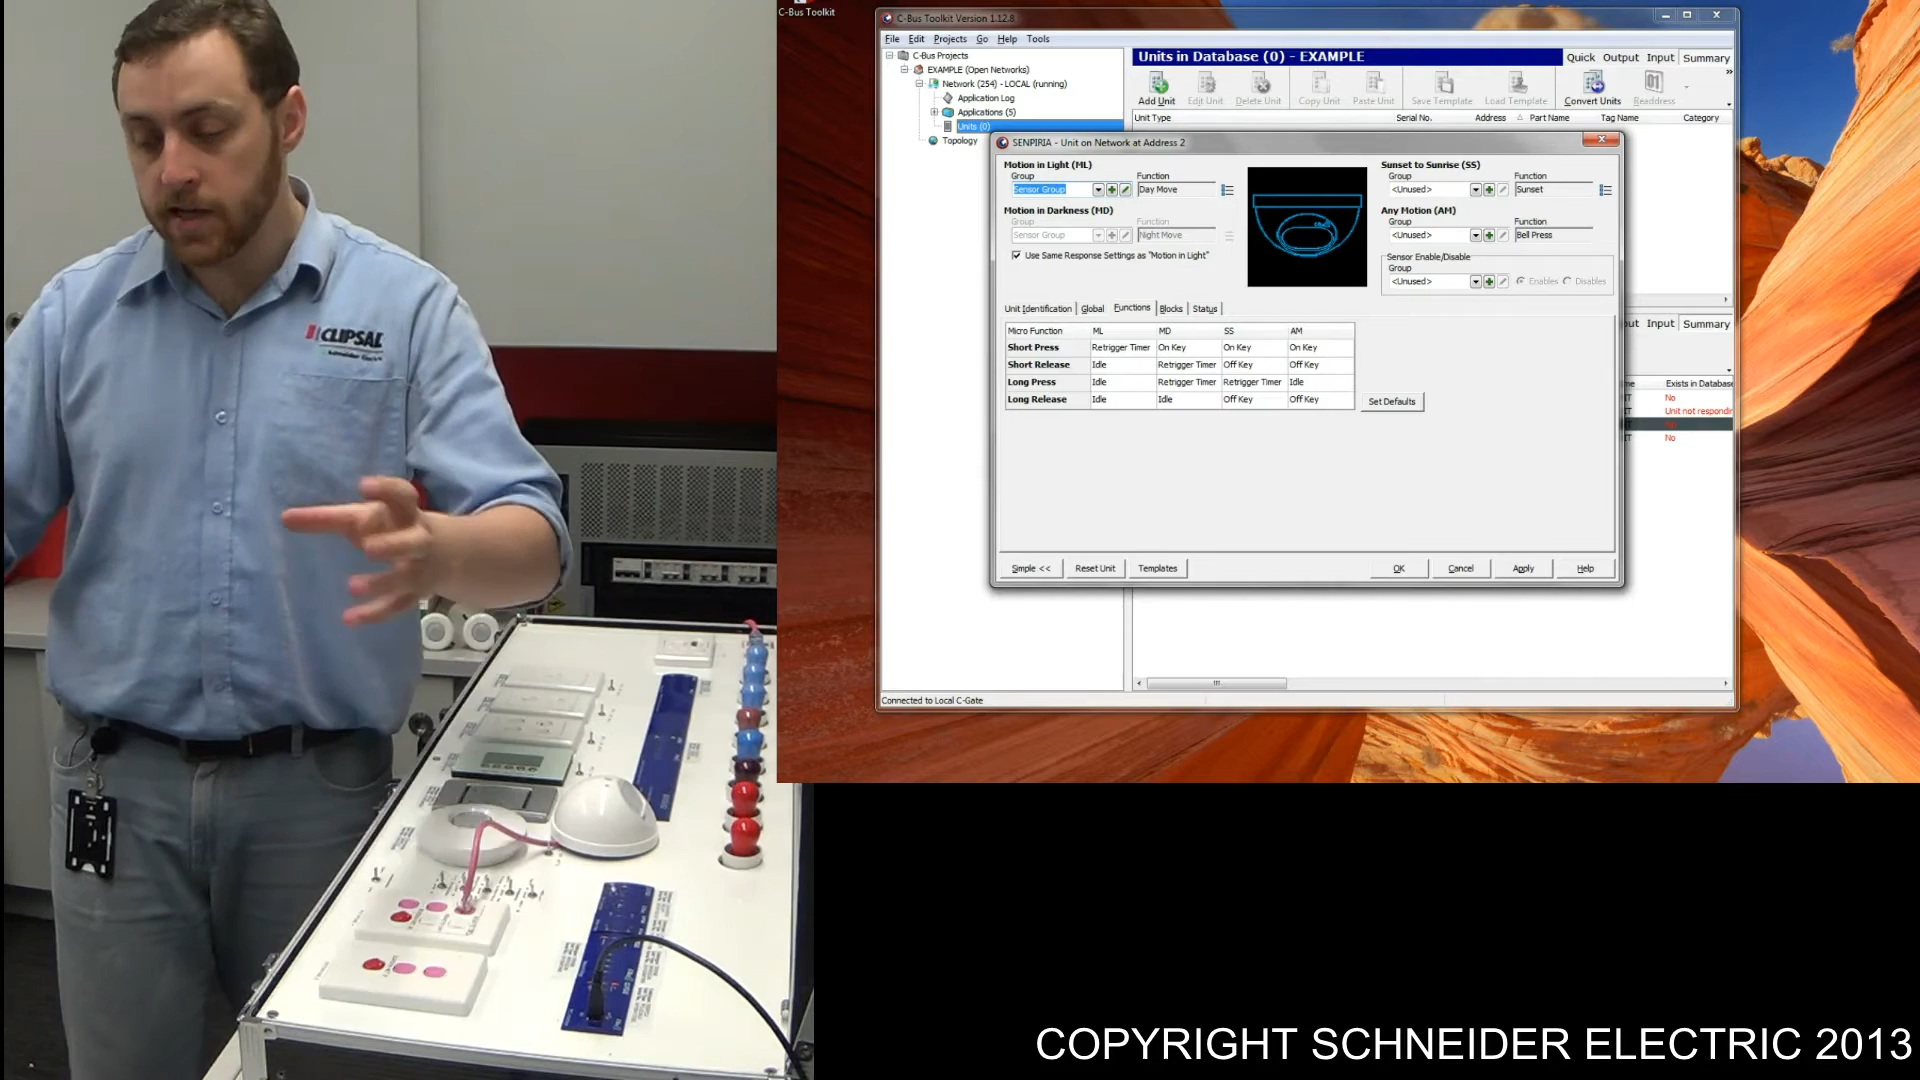 C-Bus Toolkit
C-Bus Toolkit Version 1.12.8
File Edit Projects Go Help Tools
C-Bus Projects
EXAMPLE (Open Networks)
Network (254) - LOCAL (running)
Application Log
Applications (5)
Units (0)
Topology
Units in Database (0) - EXAMPLE
Quick Output Input Summary
Add Unit Edit Unit Delete Unit Copy Unit Paste Unit Save Template Load Template Convert Units Readdress
Unit Type Serial No. Address Part Name Tag Name Category
SENPIRIA - Unit on Network at Address 2
Motion in Light (ML)
Group Function
Sensor Group Day Move
Motion in Darkness (MD)
Group Function
Sensor Group Night Move
Use Same Response Settings as "Motion in Light"
Sunset to Sunrise (SS)
Group Function
<Unused> Sunset
Any Motion (AM)
Group Function
<Unused> Bell Press
Sensor Enable/Disable
Group
<Unused> Enables Disables
Unit Identification Global Functions Blocks Status
Micro Function ML MD SS AM
Short Press Retrigger Timer On Key On Key On Key
Short Release Idle Retrigger Timer Off Key Off Key
Long Press Idle Retrigger Timer Retrigger Timer Idle
Long Release Idle Idle Off Key Off Key
Set Defaults
Simple << Reset Unit Templates OK Cancel Apply Help
Input Summary
Exists in Database
No
Unit not respondin
No
Connected to Local C-Gate
CLIPSAL
COPYRIGHT SCHNEIDER ELECTRIC 2013